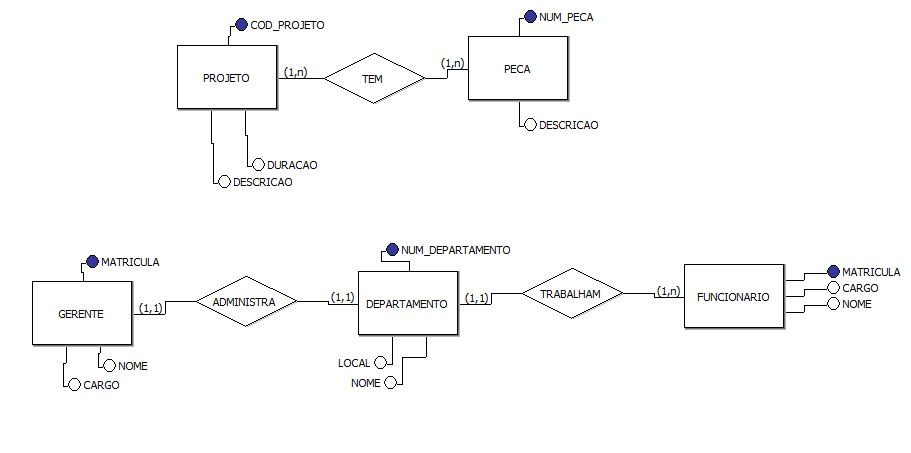 COD_PROJETO
NUM_PECA
PROJETO
(1,n)
TEM
(1,n)
PECA
DESCRICAO
DURACAO
DESCRICAO
MATRICULA
NUM_DEPARTAMENTO
GERENTE
(1,1)
ADMINISTRA
(1,1)
DEPARTAMENTO
(1,1)
TRABALHAM
(1,n)
FUNCIONARIO
MATRICULA
CARGO
NOME
NOME
CARGO
LOCAL
NOME